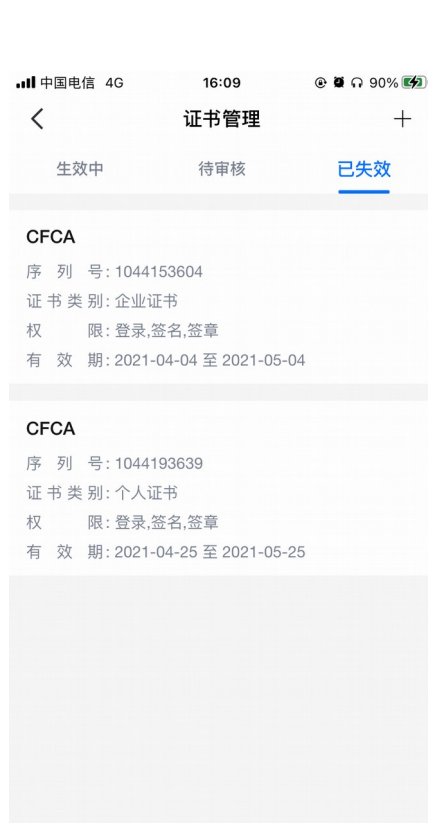 中国电信 4G 16:09 90%
证书管理
生效中 待审核 已失效
CFCA
序列号:1044153604
证书类别:企业证书
权限:登录,签名,签章
有效期:2021-04-04 至 2021-05-04
CFCA
序列号:1044193639
证书类别:个人证书
权限:登录,签名,签章
有效期:2021-04-25 至 2021-05-25